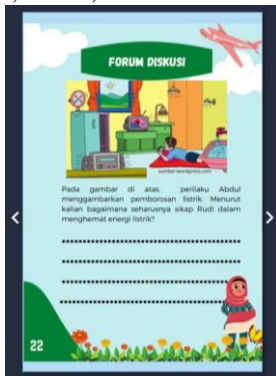 FORUM DISKUSI
sumber:wordpress.com
Pada gambar di atas, perilaku Abdul
menggambarkan pemborosan listrik. Menurut
kalian bagaimana seharusnya sikap Rudi dalam
menghemat energi listrik?
22